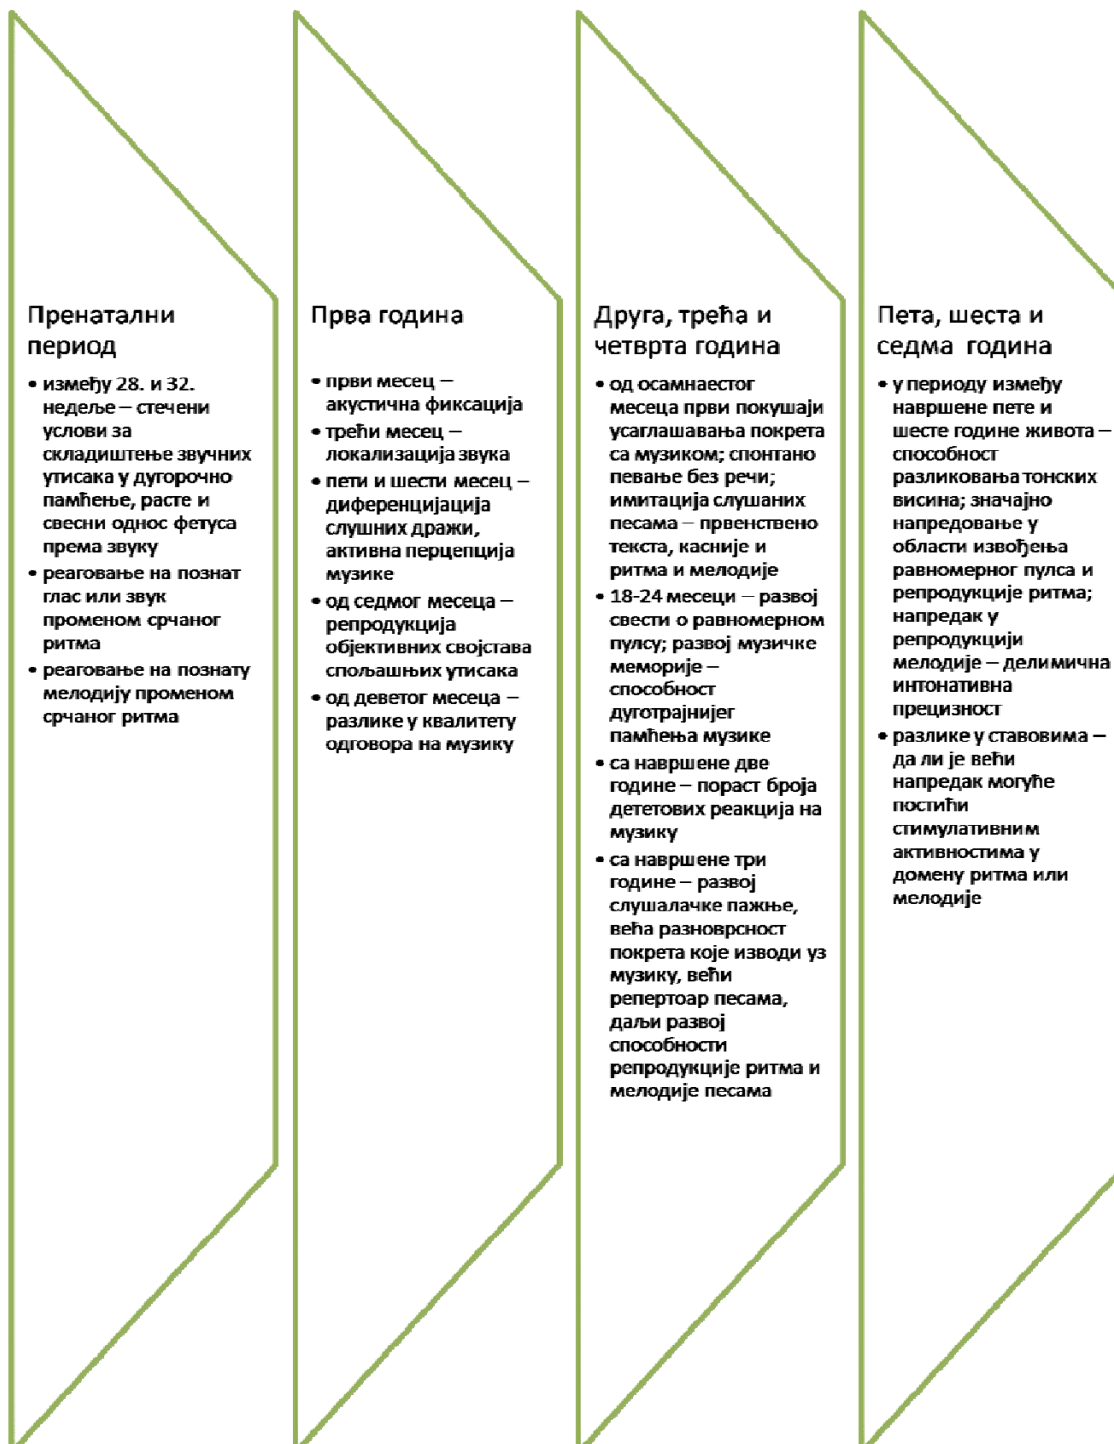 Пренатални
период
• између 28. и 32.
недеље – стечени
услови за
складиштење звучних
утисака у дугорочно
памћење, расте и
свесни однос фетуса
према звуку
• реаговање на познат
глас или звук
променом срчаног
ритма
• реаговање на познату
мелодију променом
срчаног ритма
Прва година
• први месец –
акустична фиксација
• трећи месец –
локализација звука
• пети и шести месец –
диференцијација
слушних дражи,
активна перцепција
музике
• од седмог месеца –
репродукција
објективних својстава
спољашњих утисака
• од деветог месеца –
разлике у квалитету
одговора на музику
Друга, трећа и
четврта година
• од осамнаестог
месеца први покушаји
усаглашавања покрета
са музиком; спонтано
певање без речи;
имитација слушаних
песама – првенствено
текста, касније и
ритма и мелодије
• 18-24 месеци – развој
свести о равномерном
пулсу; развој музичке
меморије –
способност
дуготрајнијег
памћења музике
• са навршене две
године – пораст броја
дететових реакција на
музику
• са навршене три
године – развој
слушалачке пажње,
већа разноврсност
покрета које изводи уз
музику, већи
репертоар песама,
даљи развој
способности
репродукције ритма и
мелодије песама
Пета, шеста и
седма година
• у периоду између
навршене пете и
шесте године живота –
способност
разликовања тонских
висина; значајно
напредовање у
области извођења
равномерног пулса и
репродукције ритма;
напредак у
репродукцији
мелодије – делимична
интонативна
прецизност
• разлике у ставовима –
да ли је већи
напредак могуће
постићи
стимулативним
активностима у
домену ритма или
мелодије